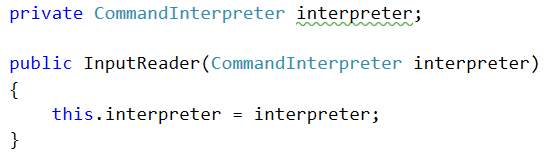 private CommandInterpreter interpreter;
public InputReader(CommandInterpreter interpreter)
{
this.interpreter = interpreter;
}